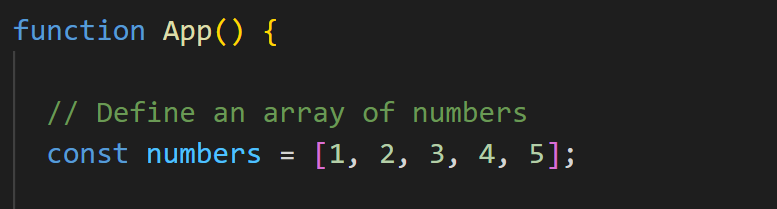 function App() {
// Define an array of numbers
const numbers = [1, 2, 3, 4, 5];